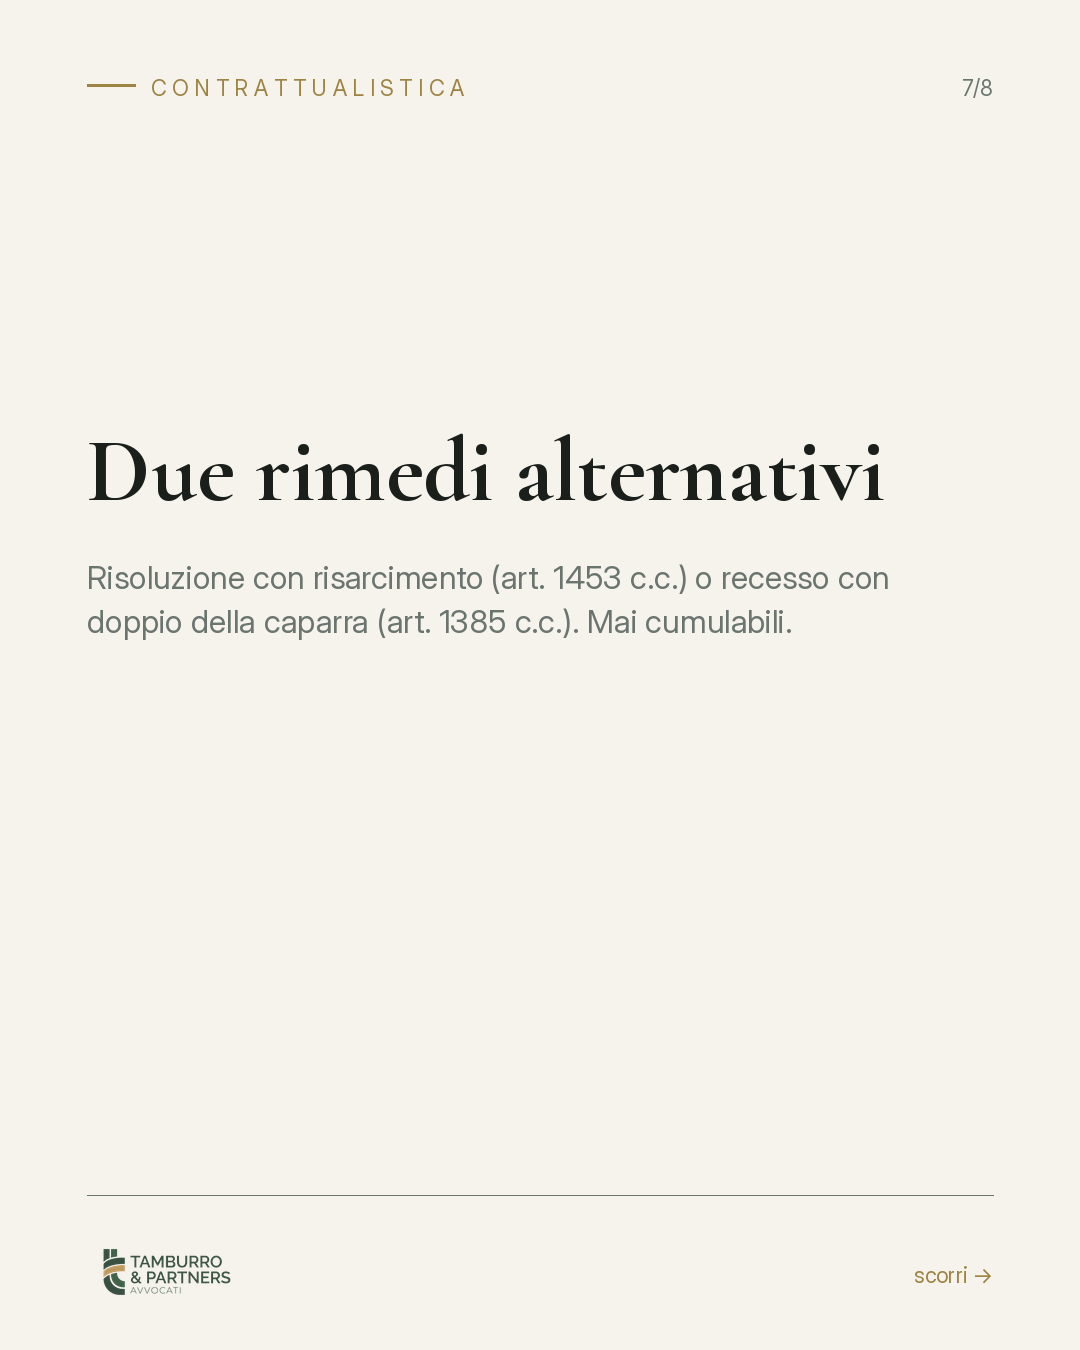 CONTRATTUALISTICA
7/8
Due rimedi alternativi
Risoluzione con risarcimento (art. 1453 c.c.) o recesso con
doppio della caparra (art. 1385 c.c.). Mai cumulabili.
TAMBURRO
& PARTNERS
AVVOCATI
scorri →